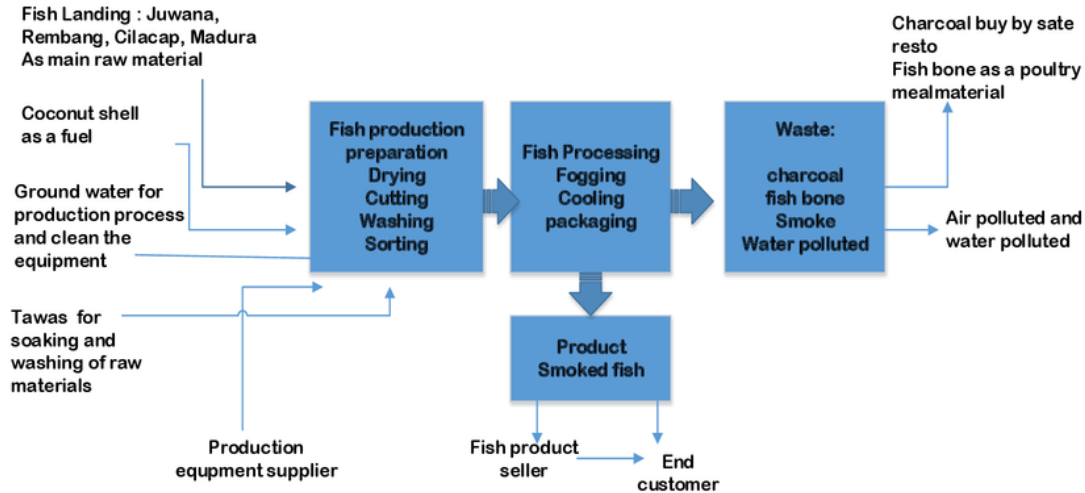 Fish Landing : Juwana,
Rembang, Cilacap, Madura
As main raw material
Coconut shell
as a fuel
Ground water for
production process
and clean the
equipment
Tawas for
soaking and
washing of raw
materials
Production
equpment supplier
Fish production
preparation
Drying
Cutting
Washing
Sorting
Fish Processing
Fogging
Cooling
packaging
Product
Smoked fish
Fish product
seller
End
customer
Waste:
charcoal
fish bone
Smoke
Water polluted
Charcoal buy by sate
resto
Fish bone as a poultry
mealmaterial
Air polluted and
water polluted